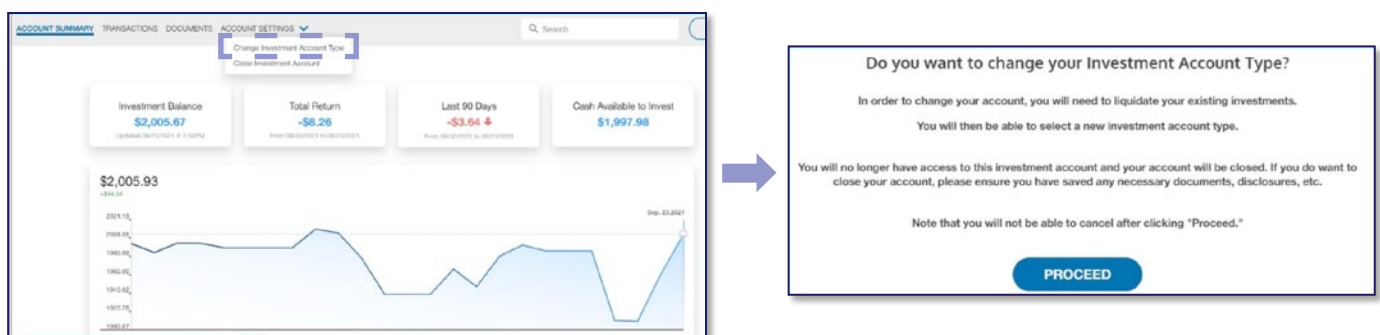 ACCOUNT SUMMARY TRANSACTIONS DOCUMENTS ACCOUNT SETTINGS
Search
Change Investment Account Type
Close Investment Account
Investment Balance
$2,005.67
Total Return
-$8.26
Last 90 Days
-$3.64
Cash Available to Invest
$1,997.98
$2,005.93
Sep. 23,2021
Do you want to change your Investment Account Type?
In order to change your account, you will need to liquidate your existing investments.
You will then be able to select a new investment account type.
You will no longer have access to this investment account and your account will be closed. If you do want to
close your account, please ensure you have saved any necessary documents, disclosures, etc.
Note that you will not be able to cancel after clicking "Proceed."
PROCEED